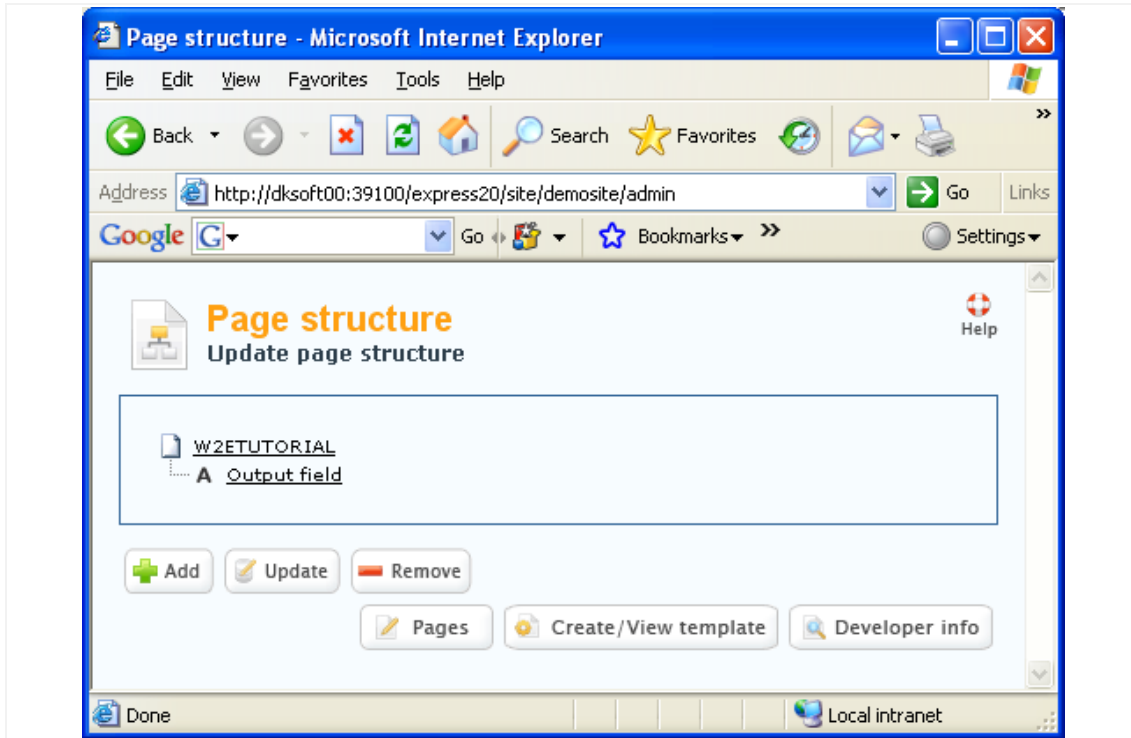 Page structure - Microsoft Internet Explorer
File Edit View Favorites Tools Help
Back Search Favorites »
Address http://dksoft00:39100/express20/site/demosite/admin Go Links
Google G Go Bookmarks » Settings
Page structure
Update page structure
Help
W2ETUTORIAL
A Output field
Add Update Remove
Pages Create/View template Developer info
Done Local intranet